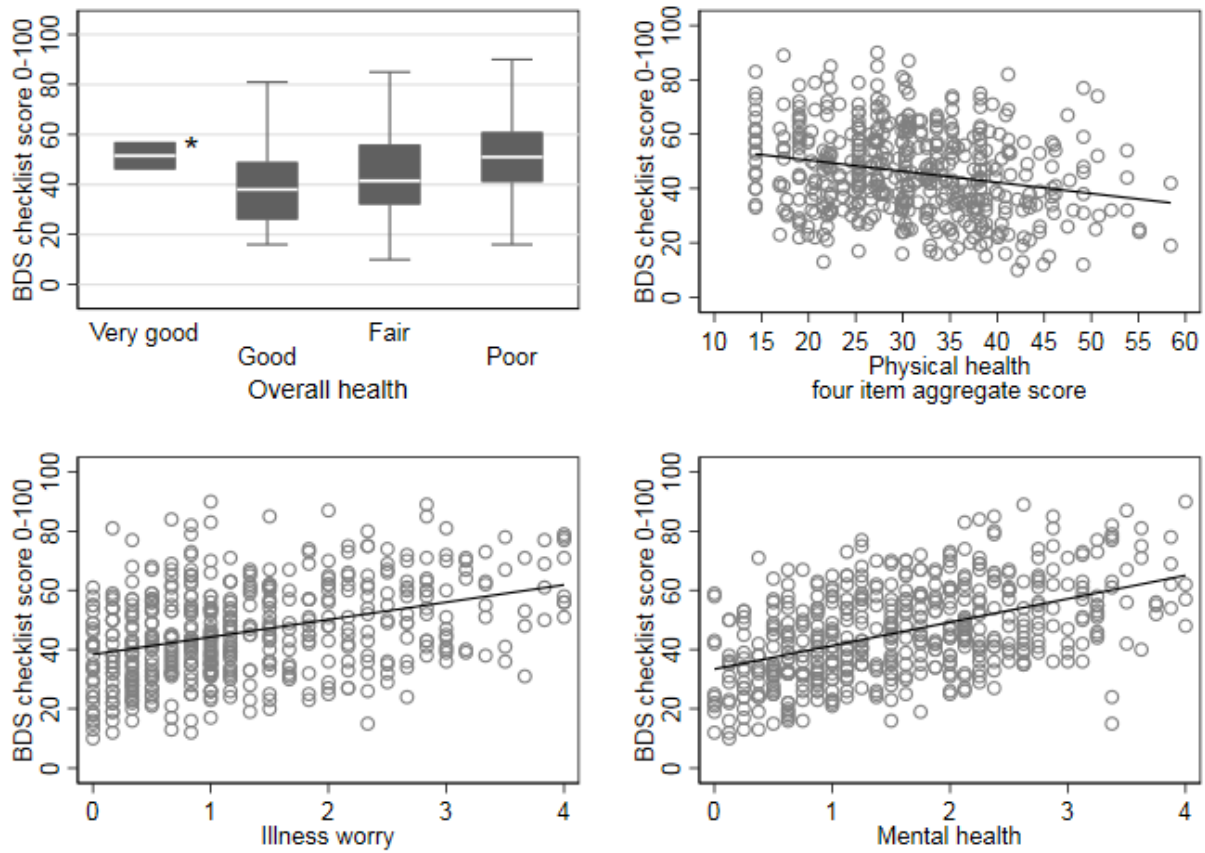 BDS checklist score 0-100
100
80
60
40
20
0
*
Very good
Good
Fair
Poor
Overall health
BDS checklist score 0-100
100
80
60
40
20
0
10 15 20 25 30 35 40 45 50 55 60
Physical health
four item aggregate score
BDS checklist score 0-100
100
80
60
40
20
0
0 1 2 3 4
Illness worry
BDS checklist score 0-100
100
80
60
40
20
0
0 1 2 3 4
Mental health